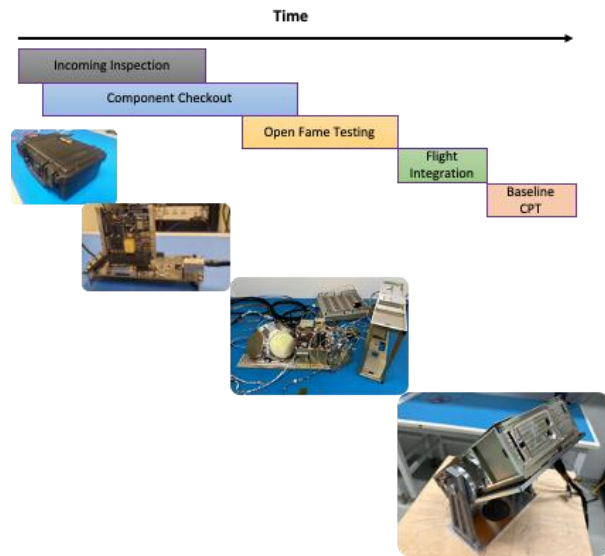 Time
Incoming Inspection
Component Checkout
Open Fame Testing
Flight
Integration
Baseline
CPT